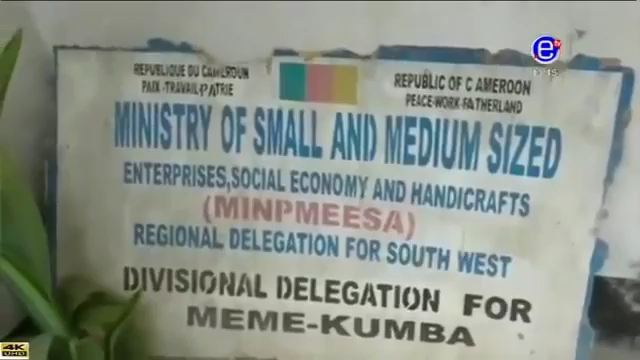 REPUBLIQUE DU CAMEROUN
PAIX-TRAVAIL-PATRIE
REPUBLIC OF CAMEROON
PEACE-WORK-FATHERLAND
MINISTRY OF SMALL AND MEDIUM SIZED
ENTERPRISES,SOCIAL ECONOMY AND HANDICRAFTS
(MINPMEESA)
REGIONAL DELEGATION FOR SOUTH WEST
DIVISIONAL DELEGATION FOR
MEME-KUMBA
e
4K
UHD